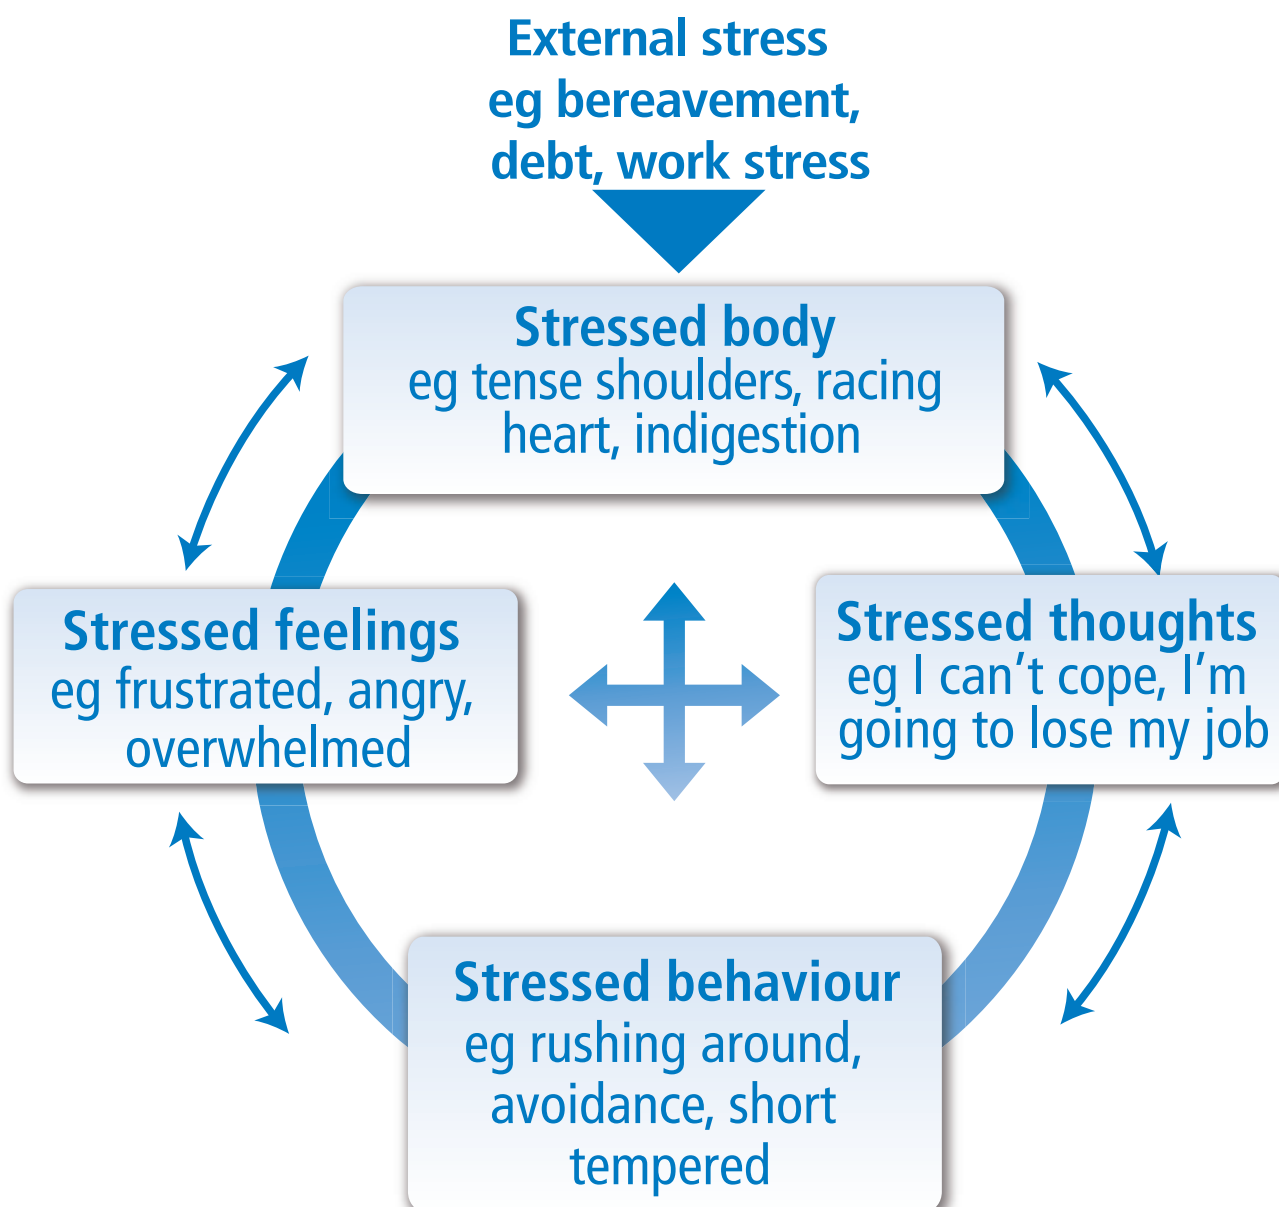 External stress
eg bereavement,
debt, work stress
Stressed body
eg tense shoulders, racing
heart, indigestion
Stressed feelings
eg frustrated, angry,
overwhelmed
Stressed thoughts
eg I can’t cope, I’m
going to lose my job
Stressed behaviour
eg rushing around,
avoidance, short
tempered